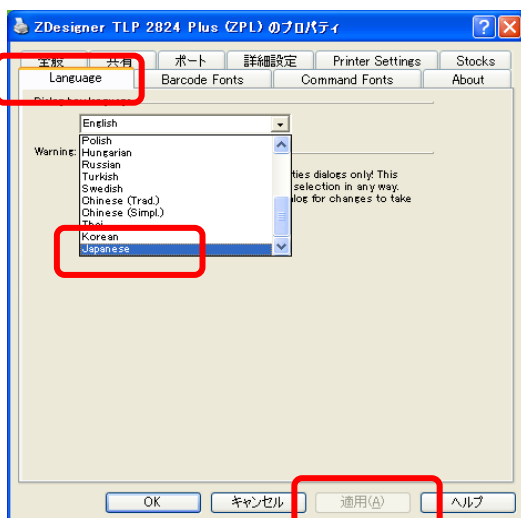 ZDesigner TLP 2824 Plus (ZPL) のプロパティ
全般 共有 ポート 詳細設定 Printer Settings Stocks
Language Barcode Fonts Command Fonts About
English
Polish
Warning: Hungarian
Russian
Turkish ties dialogs only! This
Swedish selection in any way.
Chinese (Trad.) log for changes to take
Chinese (Simpl.)
Thai
Korean
Japanese
OK キャンセル 適用(A) ヘルプ